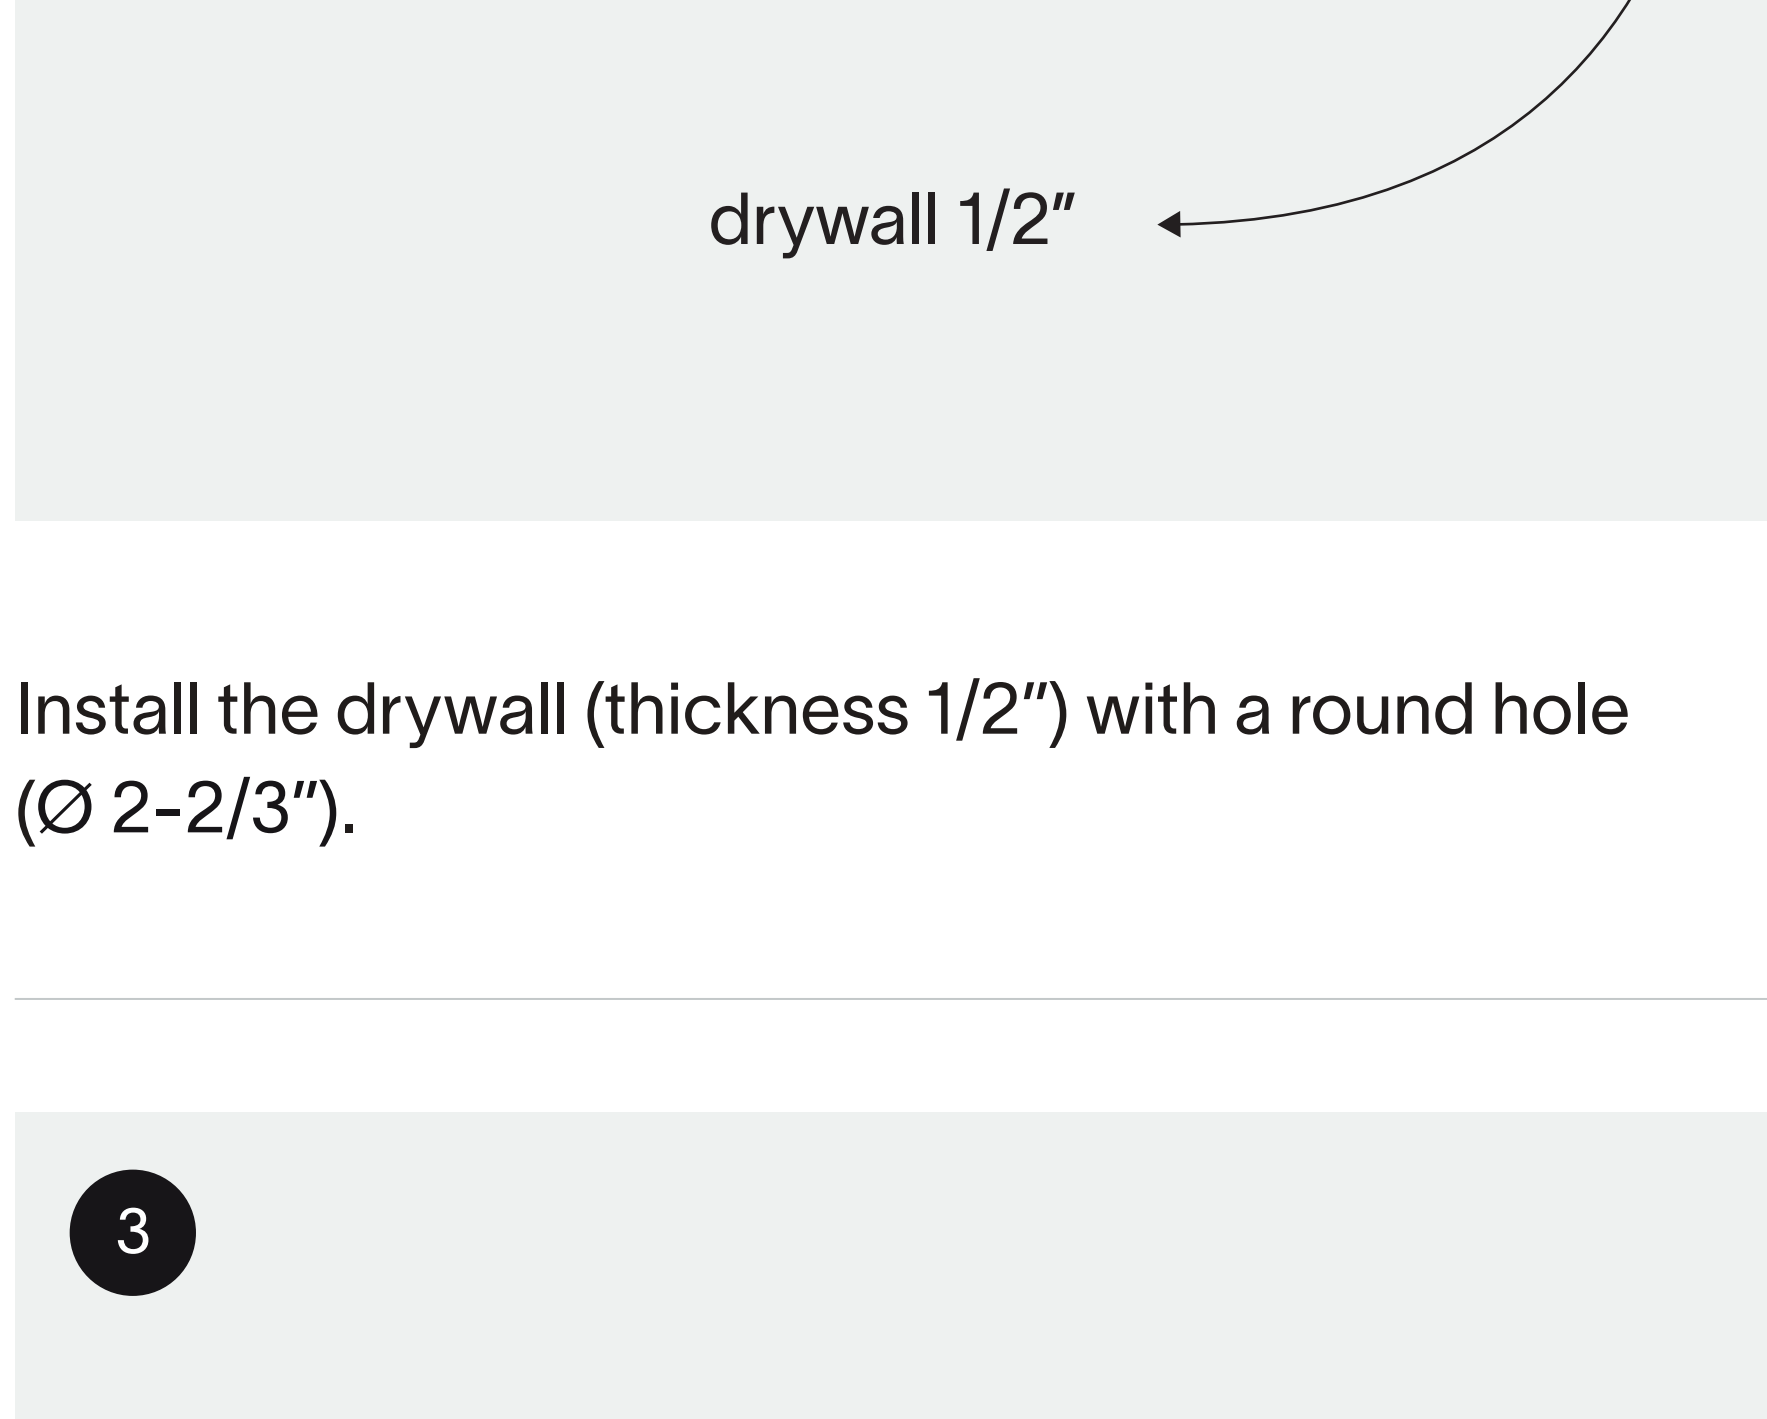 drywall 1/2″
Install the drywall (thickness 1/2″) with a round hole
(Ø 2-2/3″).
3